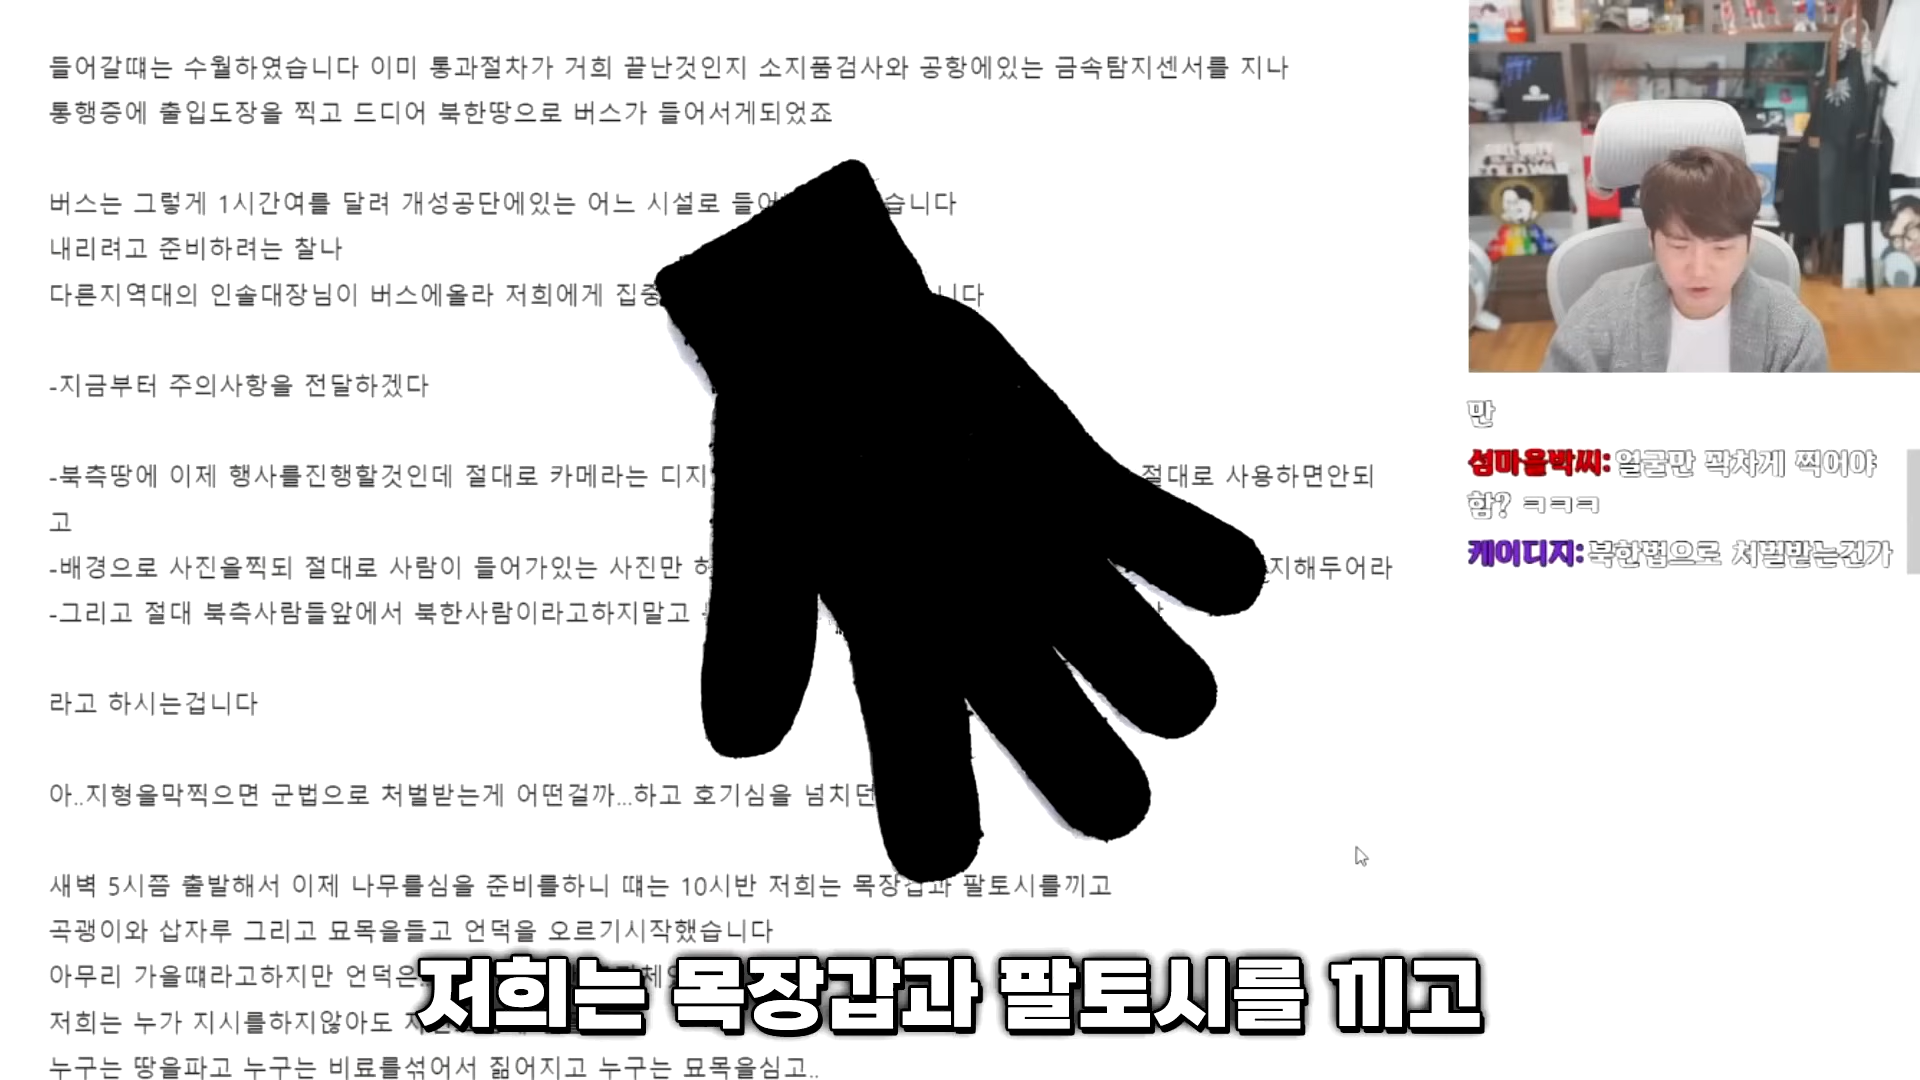 들어갈떄는 수월하였습니다 이미 통과절차가 거희 끝난것인지 소지품검사와 공항에있는 금속탐지센서를 지나
통행증에 출입도장을 찍고 드디어 북한땅으로 버스가 들어서게되었죠
버스는 그렇게 1시간여를 달려 개성공단에있는 어느 시설로 들어 습니다
내리려고 준비하려는 찰나
다른지역대의 인솔대장님이 버스에올라 저희에게 집중 니다
-지금부터 주의사항을 전달하겠다
-북측땅에 이제 행사를진행할것인데 절대로 카메라는 디지 절대로 사용하면안되
고
-배경으로 사진을찍되 절대로 사람이 들어가있는 사진만 허 지해두어라
-그리고 절대 북측사람들앞에서 북한사람이라고하지말고
라고 하시는겁니다
아..지형을막찍으면 군법으로 처벌받는게 어떤걸까...하고 호기심을 넘치던
새벽 5시쯤 출발해서 이제 나무를심을 준비를하니 떄는 10시반 저희는 목장갑과 팔토시를끼고
곡괭이와 삽자루 그리고 묘목을들고 언덕을 오르기시작했습니다
아무리 가을떄라고하지만 언덕은..
저희는 누가 지시를하지않아도
누구는 땅을파고 누구는 비료를섞어서 짊어지고 누구는 묘목을심고..
저희는 목장갑과 팔토시를 끼고
만
섬마을박씨: 얼굴만 꽉차게 찍어야
함? ㅋㅋㅋ
케이디지: 북한법으로 처벌받는건가